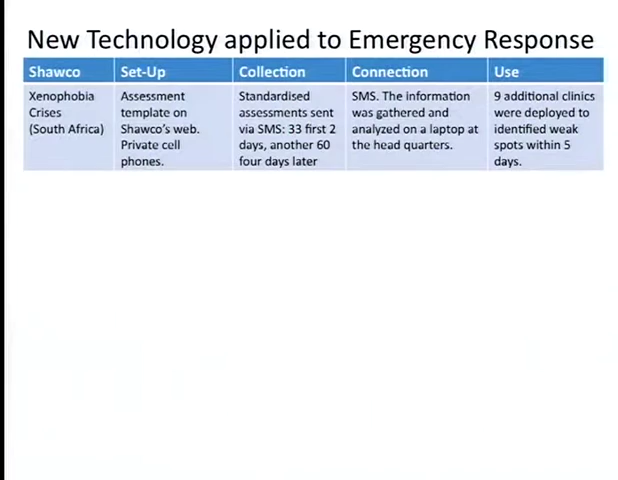 New Technology applied to Emergency Response
Shawco Set-Up Collection Connection Use
Xenophobia
Crises
(South Africa)
Assessment
template on
Shawco's web.
Private cell
phones.
Standardised
assessments sent
via SMS: 33 first 2
days, another 60
four days later
SMS. The information
was gathered and
analyzed on a laptop at
the head quarters.
9 additional clinics
were deployed to
identified weak
spots within 5
days.